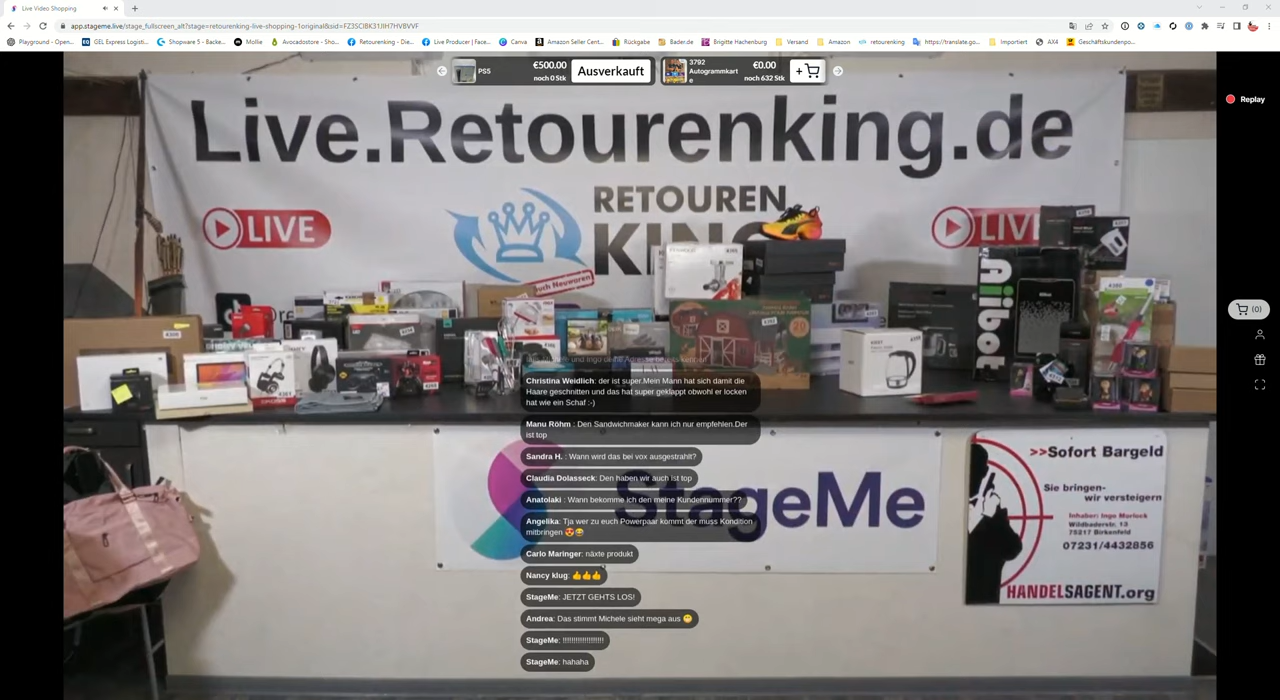 Live Video Shopping
app.stageme.live/stage_fullscreen_alt?stage=retourenking-live-shopping-1original&sid=FZ3SCIBK31JIH7HVBVVF
Playground - Open... GEL Express Logisti... Shopware 5 - Backe... Mollie Avocadostore - Sho... Retourenking - Die... Live Producer | Face... Canva Amazon Seller Cent... Rückgabe Bader.de Brigitte Hachenburg Versand Amazon retourenking https://translate.go... Importiert AX4 Geschäftskundenpo...
PS5
€500.00
noch 0 Stk
Ausverkauft
3792
Autogrammkart
e
€0.00
noch 632 Stk
+
Replay
Live.Retourenking.de
LIVE
RETOUREN
LIVE
auch Neuwaren
Alilbot
(0)
Christina Weidlich: der ist super.Mein Mann hat sich damit die
Haare geschnitten und das hat super geklappt obwohl er locken
hat wie ein Schaf :-)
Manu Röhm : Den Sandwichmaker kann ich nur empfehlen.Der
ist top
Sandra H. : Wann wird das bei vox ausgestrahlt?
Claudia Dolasseck: Den haben wir auch ist top
Anatolaki : Wann bekomme ich den meine Kundennummer??
Angelika: Tja wer zu euch Powerpaar kommt der muss Kondition
mitbringen 😍😂
Carlo Maringer: näxte produkt
Nancy klug: 👍👍👍
StageMe: JETZT GEHTS LOS!
Andrea: Das stimmt Michele sieht mega aus 😁
StageMe: !!!!!!!!!!!!!!!!!!!!
StageMe: hahaha
StageMe
>>Sofort Bargeld
Sie bringen-
wir versteigern
Inhaber: Ingo Morlock
Wildbaderstr. 13
75217 Birkenfeld
07231/4432856
HANDELSAGENT.org